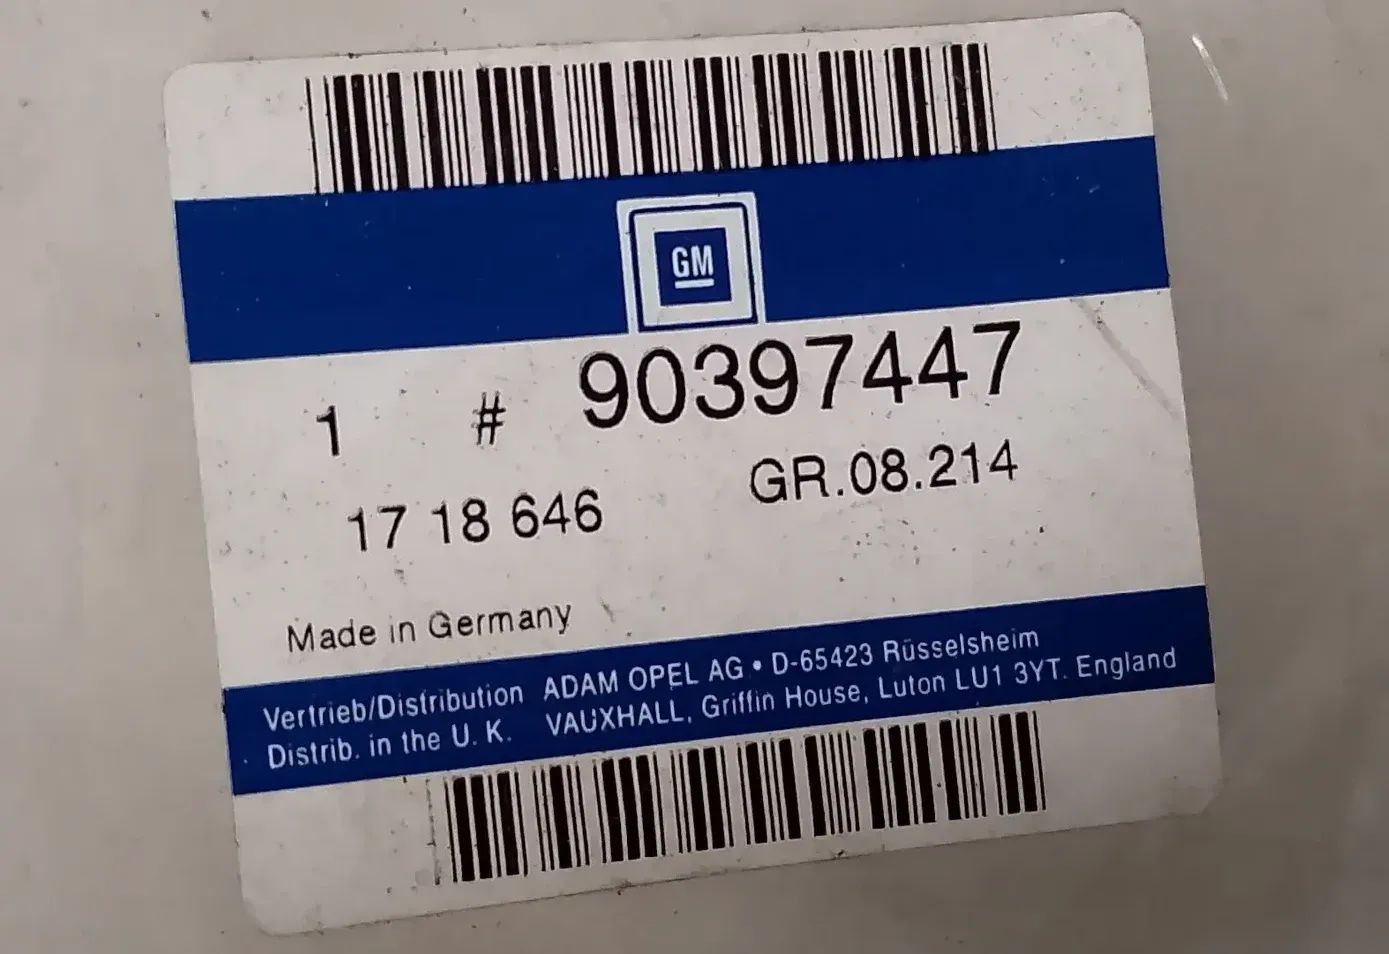 GM
1 # 90397447
17 18 646 GR.08.214
Made in Germany
Vertrieb/Distribution ADAM OPEL AG • D-65423 Rüsselsheim
Distrib. in the U. K. VAUXHALL, Griffin House, Luton LU1 3YT. England